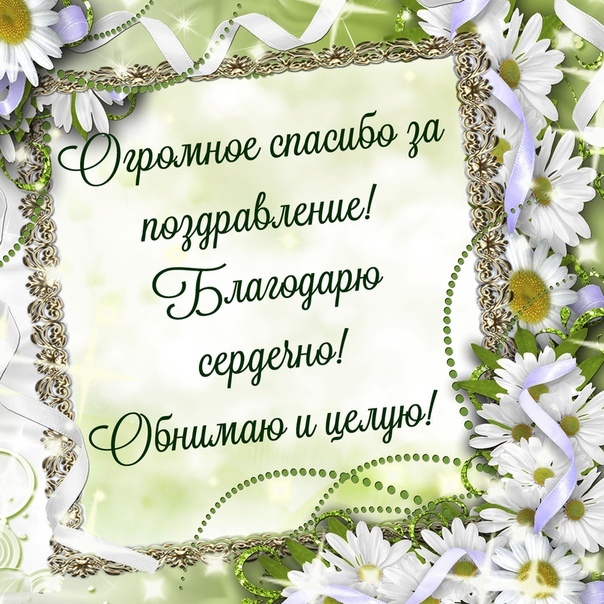 Огромное спасибо за
поздравление!
Благодарю
сердечно!
Обнимаю и целую!